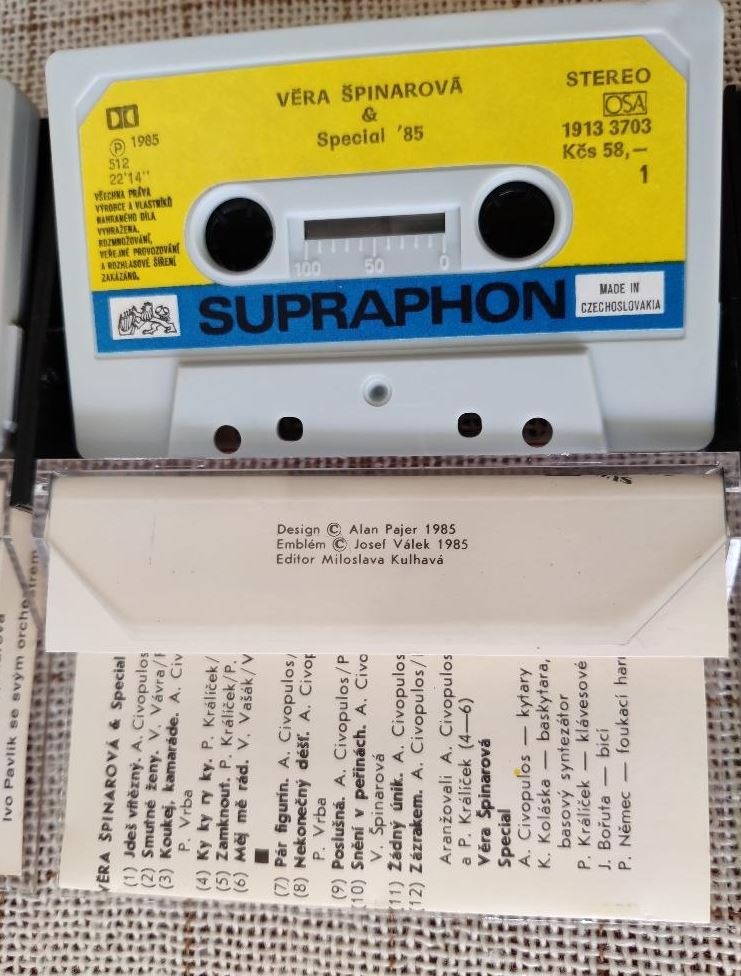 VĚRA ŠPINAROVÁ
&
Special '85
STEREO
OSA
1913 3703
Kčs 58,—
1
Ⓟ 1985
512
22'14''
VŠECHNA PRÁVA
VÝROBCE A VLASTNÍKŮ
NAHRANÉHO DÍLA
VYHRAŽENA.
ROZMNOŽOVÁNÍ,
VEŘEJNÉ PROVOZOVÁNÍ
A ROZHLASOVÉ ŠÍŘENÍ
ZAKÁZÁNO.
100 50 0
SUPRAPHON
MADE IN
CZECHOSLOVAKIA
Design © Alan Pajer 1985
Emblém © Josef Válek 1985
Editor Miloslava Kulhavá
Ivo Pavlík se svým orchestrem
VĚRA ŠPINAROVÁ & Special
(1) Jdeš vítězný. A. Civopulos
(2) Smutné ženy. V. Vávra/
(3) Koukej, kamaráde. A. Civ
P. Vrba
(4) Ky ky ry ky. P. Králíček/
(5) Zamknout. P. Králíček/P.
(6) Měj mě rád. V. Vašák/V
(7) Pár figurín. A. Civopulos/
(8) Nekonečný déšť. A. Civop
P. Vrba
(9) Poslušná. A. Civopulos/P
(10) Snění v peřinách. A. Civo
V. Špinarová
(11) Žádný únik. A. Civopulos
(12) Zázrakem. A. Civopulos/
Aranžovali A. Civopulos
a P. Králíček (4—6)
Věra Špinarová
Special
A. Civopulos — kytary
K. Koláska — baskytara,
basový syntezátor
P. Králíček — klávesové
J. Bořuta — bicí
P. Němec — foukací har